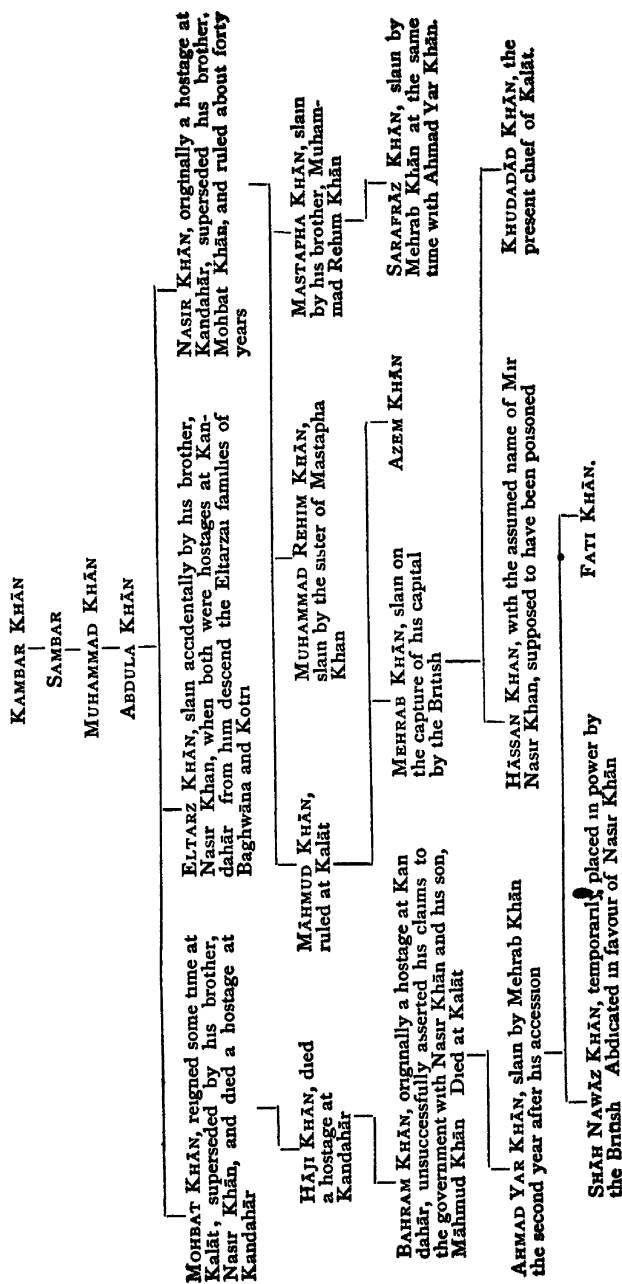 KAMBAR KHĀN
SAMBAR
MUHAMMAD KHĀN
ABDULA KHĀN
MOHBAT KHĀN, reigned some time at
Kalāt, superseded by his brother,
Nasir Khān, and died a hostage at
Kandahār
ELTARZ KHĀN, slain accidentally by his brother,
Nasir Khan, when both were hostages at Kan-
dahār from him descend the Eltarzai families of
Baghwāna and Kotri
NASIR KHĀN, originally a hostage at
Kandahār, superseded his brother,
Mohbat Khān, and ruled about forty
years
HĀJI KHĀN, died
a hostage at
Kandahār
MĀHMUD KHĀN,
ruled at Kalāt
MUHAMMAD REHIM KHĀN,
slain by the sister of Mastapha
Khan
MASTAPHA KHĀN, slain
by his brother, Muham-
mad Rehim Khān
BAHRAM KHĀN, originally a hostage at Kan
dahār, unsuccessfully asserted his claims to
the government with Nasir Khān and his son,
Māhmud Khān Died at Kalāt
MEHRAB KHĀN, slain on
the capture of his capital
by the British
AZEM KHĀN
SARAFRĀZ KHĀN, slain by
Mehrab Khān at the same
time with Ahmad Yar Khān.
AHMAD YAR KHĀN, slain by Mehrab Khān
the second year after his accession
HĀSSAN KHAN, with the assumed name of Mir
Nasir Khan, supposed to have been poisoned
KHUDADĀD KHĀN, the
present chief of Kalāt.
SHĀH NAWĀZ KHĀN, temporarily placed in power by
the British Abdicated in favour of Nasir Khān
FATI KHĀN.